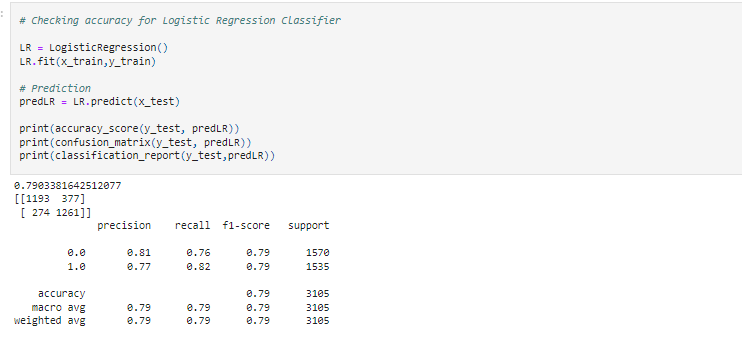 # Checking accuracy for Logistic Regression Classifier
LR = LogisticRegression()
LR.fit(x_train,y_train)
# Prediction
predLR = LR.predict(x_test)
print(accuracy_score(y_test, predLR))
print(confusion_matrix(y_test, predLR))
print(classification_report(y_test,predLR))
0.7903381642512077
[[1193  377]
 [ 274 1261]]
              precision    recall  f1-score   support
         0.0       0.81      0.76      0.79      1570
         1.0       0.77      0.82      0.79      1535
    accuracy                           0.79      3105
   macro avg       0.79      0.79      0.79      3105
weighted avg       0.79      0.79      0.79      3105